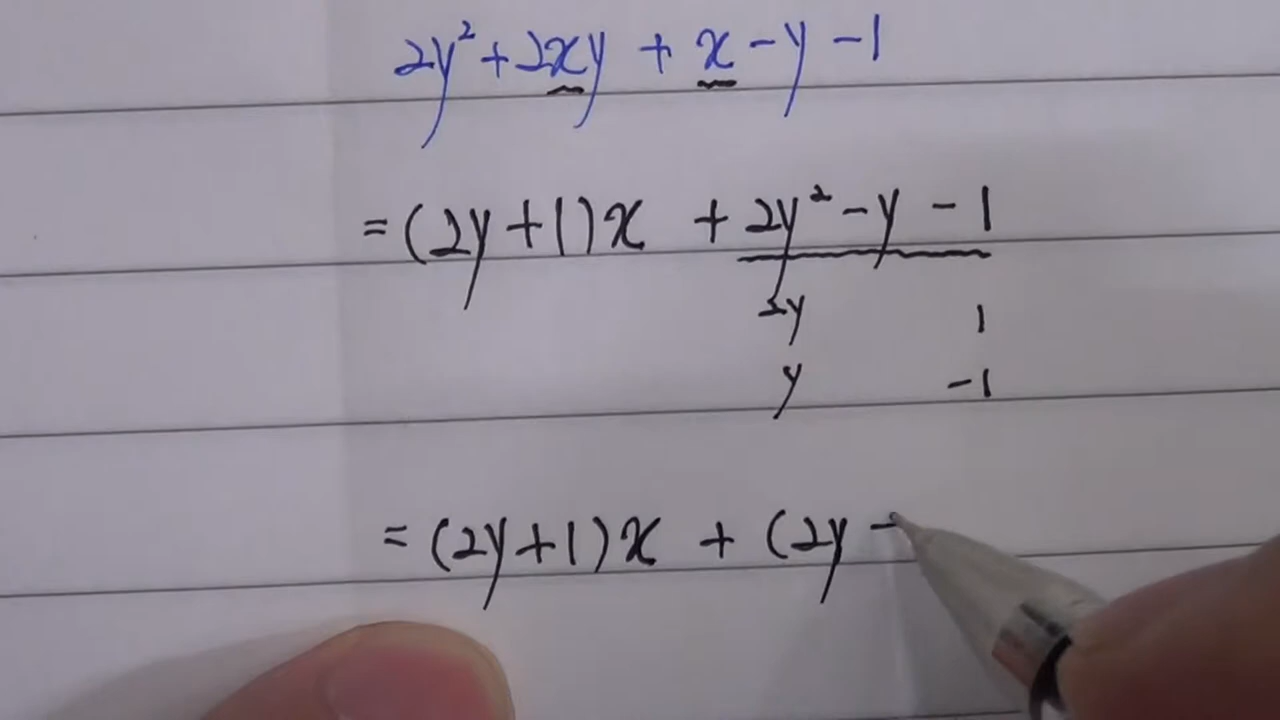 2y² + 2xy + x - y - 1
= (2y + 1)x + 2y² - y - 1
2y 1
y -1
= (2y + 1)x + (2y -